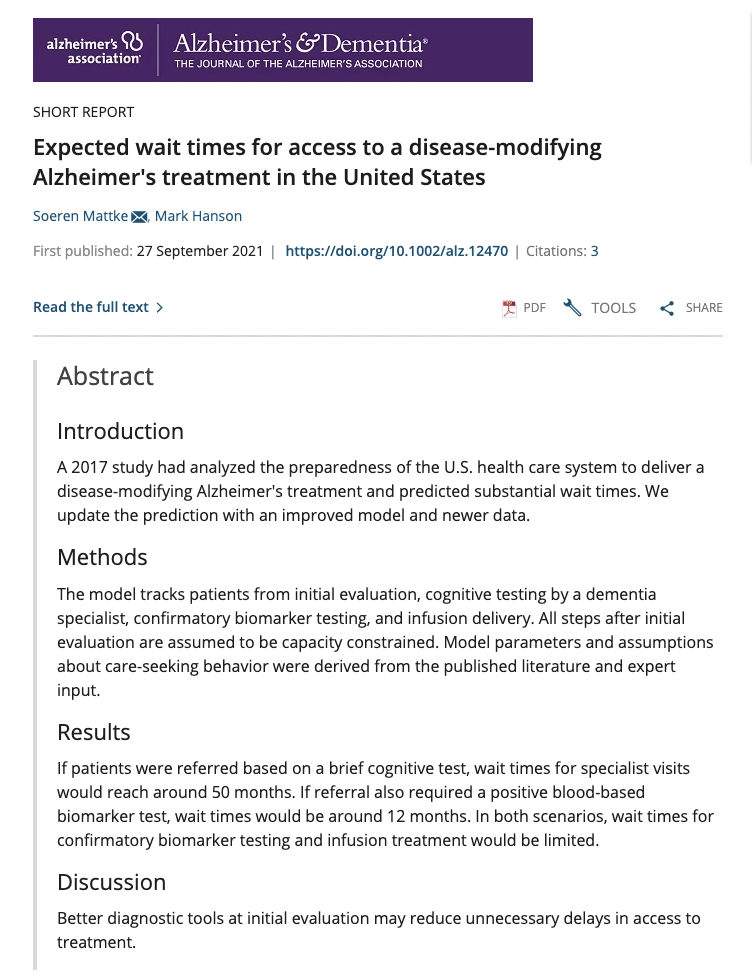 alzheimer's association®
Alzheimer's & Dementia®
THE JOURNAL OF THE ALZHEIMER'S ASSOCIATION
SHORT REPORT
Expected wait times for access to a disease-modifying
Alzheimer's treatment in the United States
Soeren Mattke, Mark Hanson
First published: 27 September 2021 | https://doi.org/10.1002/alz.12470 | Citations: 3
Read the full text > PDF TOOLS SHARE
Abstract
Introduction
A 2017 study had analyzed the preparedness of the U.S. health care system to deliver a
disease-modifying Alzheimer's treatment and predicted substantial wait times. We
update the prediction with an improved model and newer data.
Methods
The model tracks patients from initial evaluation, cognitive testing by a dementia
specialist, confirmatory biomarker testing, and infusion delivery. All steps after initial
evaluation are assumed to be capacity constrained. Model parameters and assumptions
about care-seeking behavior were derived from the published literature and expert
input.
Results
If patients were referred based on a brief cognitive test, wait times for specialist visits
would reach around 50 months. If referral also required a positive blood-based
biomarker test, wait times would be around 12 months. In both scenarios, wait times for
confirmatory biomarker testing and infusion treatment would be limited.
Discussion
Better diagnostic tools at initial evaluation may reduce unnecessary delays in access to
treatment.